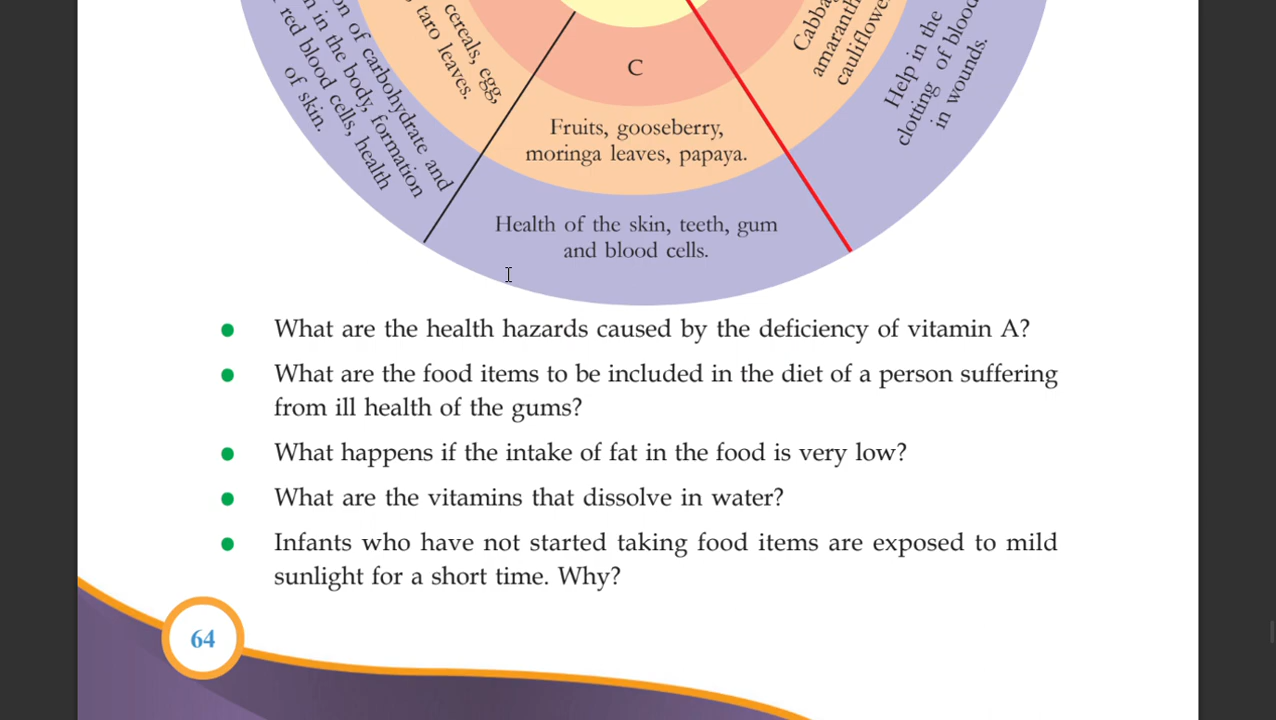 cereals, egg,
taro leaves.
on of carbohydrate and
in the body, formation
red blood cells, health
of skin.
C
Fruits, gooseberry,
moringa leaves, papaya.
Health of the skin, teeth, gum
and blood cells.
amaranth
cauliflower
Help in the
clotting of blood
in wounds.
● What are the health hazards caused by the deficiency of vitamin A?
● What are the food items to be included in the diet of a person suffering
from ill health of the gums?
● What happens if the intake of fat in the food is very low?
● What are the vitamins that dissolve in water?
● Infants who have not started taking food items are exposed to mild
sunlight for a short time. Why?
64